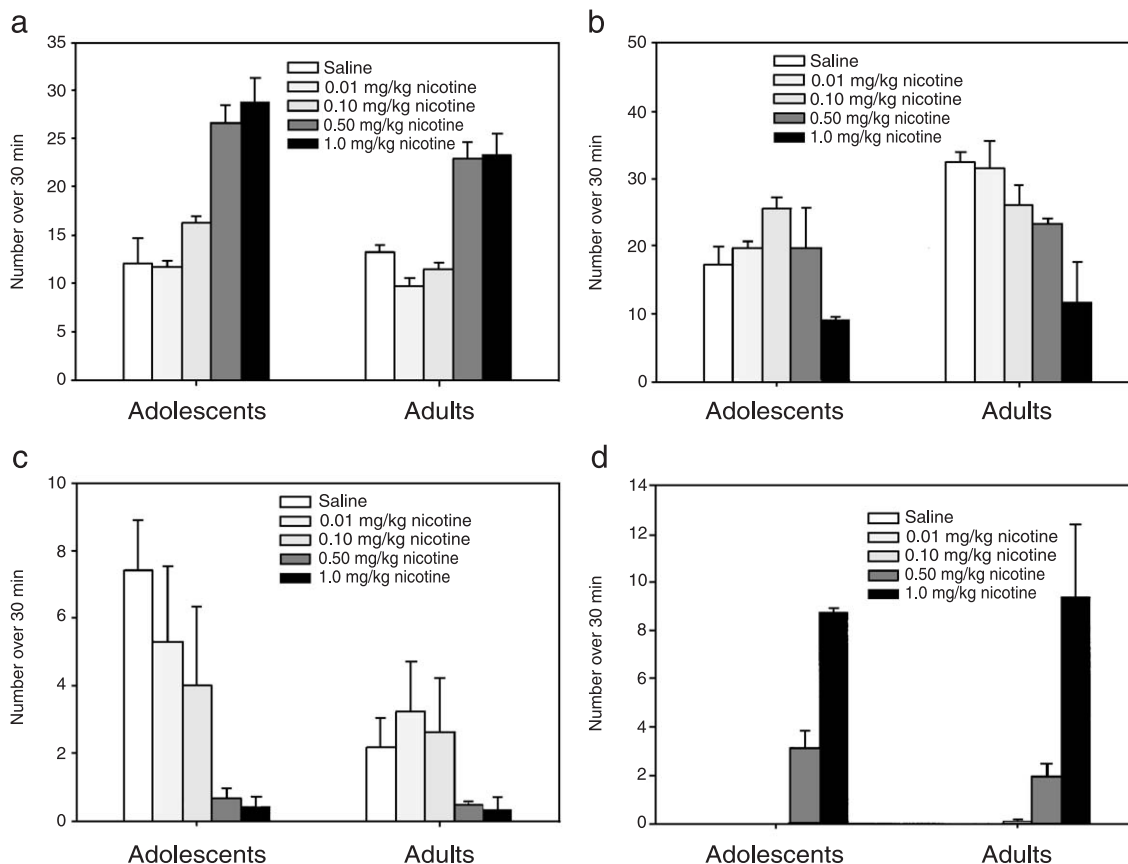 a
35
30
25
20
15
10
5
0
Number over 30 min
Saline
0.01 mg/kg nicotine
0.10 mg/kg nicotine
0.50 mg/kg nicotine
1.0 mg/kg nicotine
Adolescents
Adults
b
50
40
30
20
10
0
Number over 30 min
Saline
0.01 mg/kg nicotine
0.10 mg/kg nicotine
0.50 mg/kg nicotine
1.0 mg/kg nicotine
Adolescents
Adults
c
10
8
6
4
2
0
Number over 30 min
Saline
0.01 mg/kg nicotine
0.10 mg/kg nicotine
0.50 mg/kg nicotine
1.0 mg/kg nicotine
Adolescents
Adults
d
14
12
10
8
6
4
2
0
Number over 30 min
Saline
0.01 mg/kg nicotine
0.10 mg/kg nicotine
0.50 mg/kg nicotine
1.0 mg/kg nicotine
Adolescents
Adults